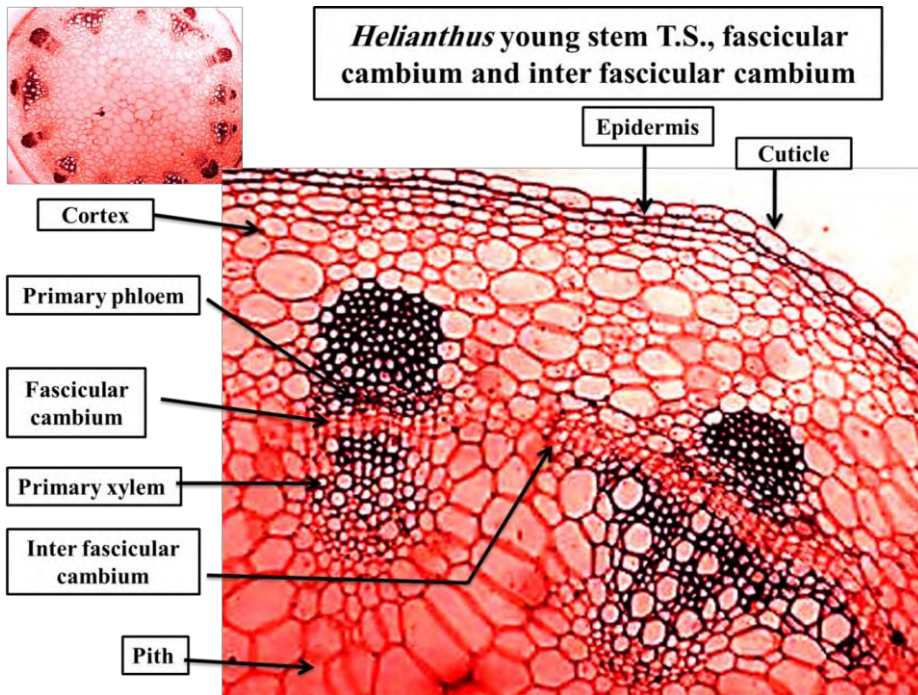 Helianthus young stem T.S., fascicular
cambium and inter fascicular cambium
Epidermis
Cuticle
Cortex
Primary phloem
Fascicular
cambium
Primary xylem
Inter fascicular
cambium
Pith